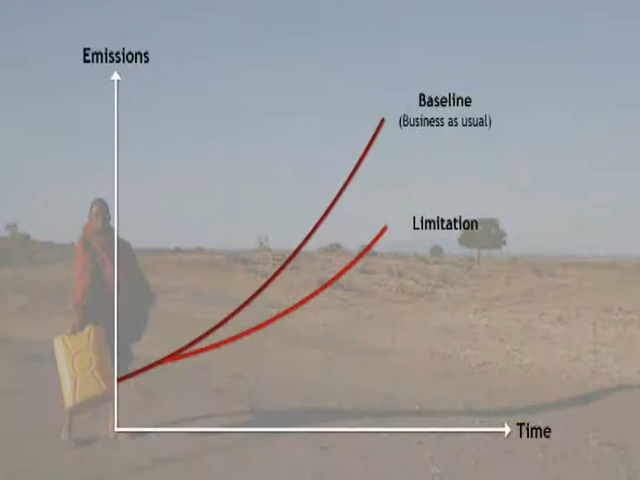 Emissions
Baseline
(Business as usual)
Limitation
Time